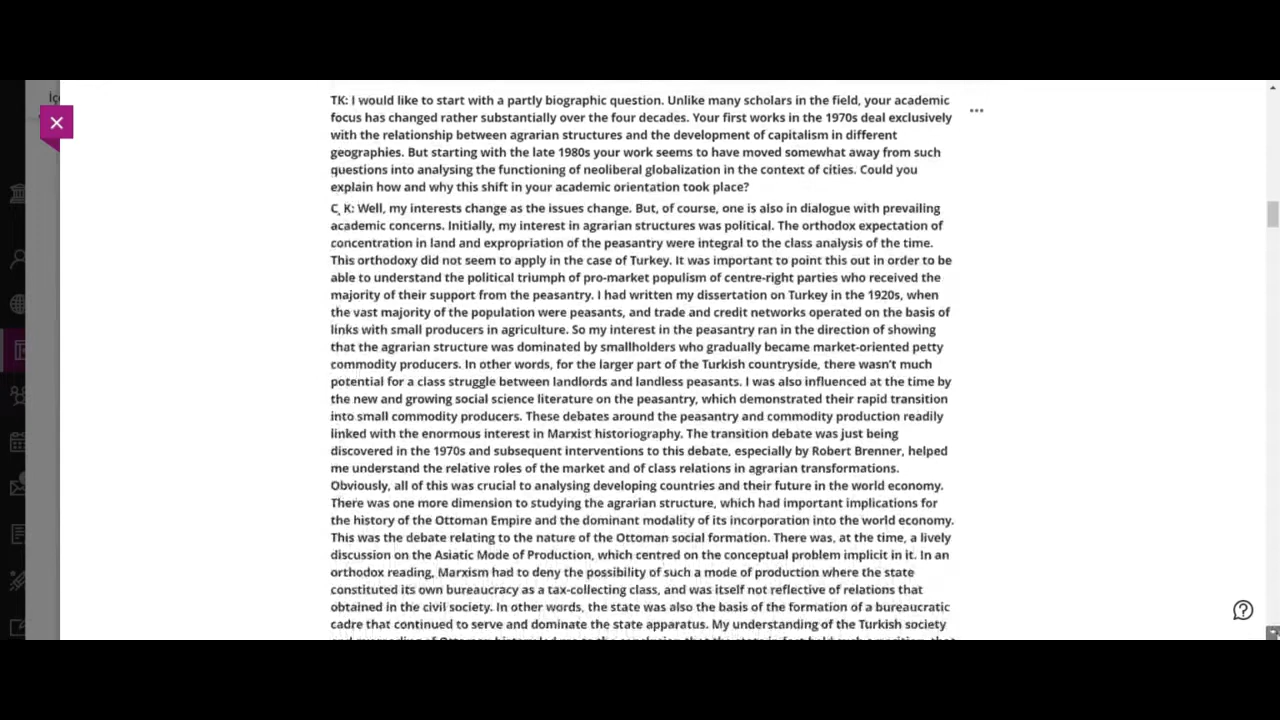 İçe
TK: I would like to start with a partly biographic question. Unlike many scholars in the field, your academic
focus has changed rather substantially over the four decades. Your first works in the 1970s deal exclusively
with the relationship between agrarian structures and the development of capitalism in different
geographies. But starting with the late 1980s your work seems to have moved somewhat away from such
questions into analysing the functioning of neoliberal globalization in the context of cities. Could you
explain how and why this shift in your academic orientation took place?
C¸ K: Well, my interests change as the issues change. But, of course, one is also in dialogue with prevailing
academic concerns. Initially, my interest in agrarian structures was political. The orthodox expectation of
concentration in land and expropriation of the peasantry were integral to the class analysis of the time.
This orthodoxy did not seem to apply in the case of Turkey. It was important to point this out in order to be
able to understand the political triumph of pro-market populism of centre-right parties who received the
majority of their support from the peasantry. I had written my dissertation on Turkey in the 1920s, when
the vast majority of the population were peasants, and trade and credit networks operated on the basis of
links with small producers in agriculture. So my interest in the peasantry ran in the direction of showing
that the agrarian structure was dominated by smallholders who gradually became market-oriented petty
commodity producers. In other words, for the larger part of the Turkish countryside, there wasn't much
potential for a class struggle between landlords and landless peasants. I was also influenced at the time by
the new and growing social science literature on the peasantry, which demonstrated their rapid transition
into small commodity producers. These debates around the peasantry and commodity production readily
linked with the enormous interest in Marxist historiography. The transition debate was just being
discovered in the 1970s and subsequent interventions to this debate, especially by Robert Brenner, helped
me understand the relative roles of the market and of class relations in agrarian transformations.
Obviously, all of this was crucial to analysing developing countries and their future in the world economy.
There was one more dimension to studying the agrarian structure, which had important implications for
the history of the Ottoman Empire and the dominant modality of its incorporation into the world economy.
This was the debate relating to the nature of the Ottoman social formation. There was, at the time, a lively
discussion on the Asiatic Mode of Production, which centred on the conceptual problem implicit in it. In an
orthodox reading, Marxism had to deny the possibility of such a mode of production where the state
constituted its own bureaucracy as a tax-collecting class, and was itself not reflective of relations that
obtained in the civil society. In other words, the state was also the basis of the formation of a bureaucratic
cadre that continued to serve and dominate the state apparatus. My understanding of the Turkish society